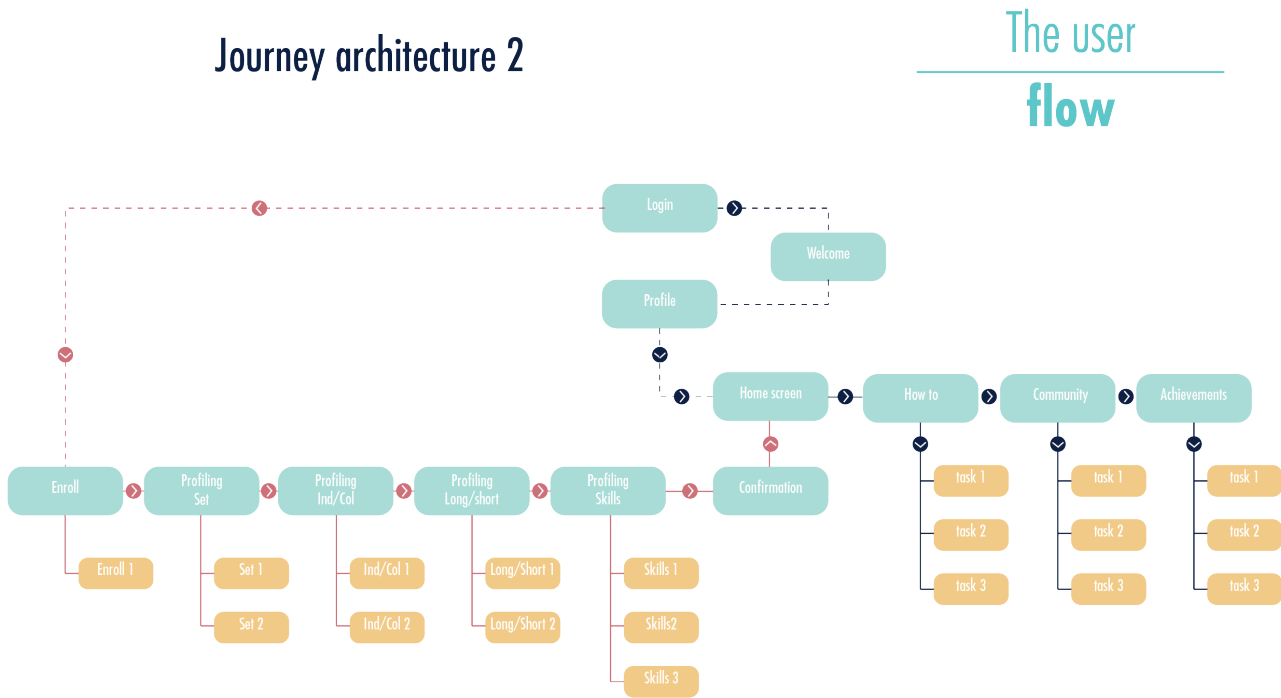 Journey architecture 2
The user
flow
Login
Welcome
Profile
Home screen
How to
Community
Achievements
task 1
task 1
task 1
task 2
task 2
task 2
task 3
task 3
task 3
Enroll
Profiling
Set
Profiling
Ind/Col
Profiling
Long/short
Profiling
Skills
Confirmation
Enroll 1
Set 1
Ind/Col 1
Long/Short 1
Skills 1
Set 2
Ind/Col 2
Long/Short 2
Skills2
Skills 3